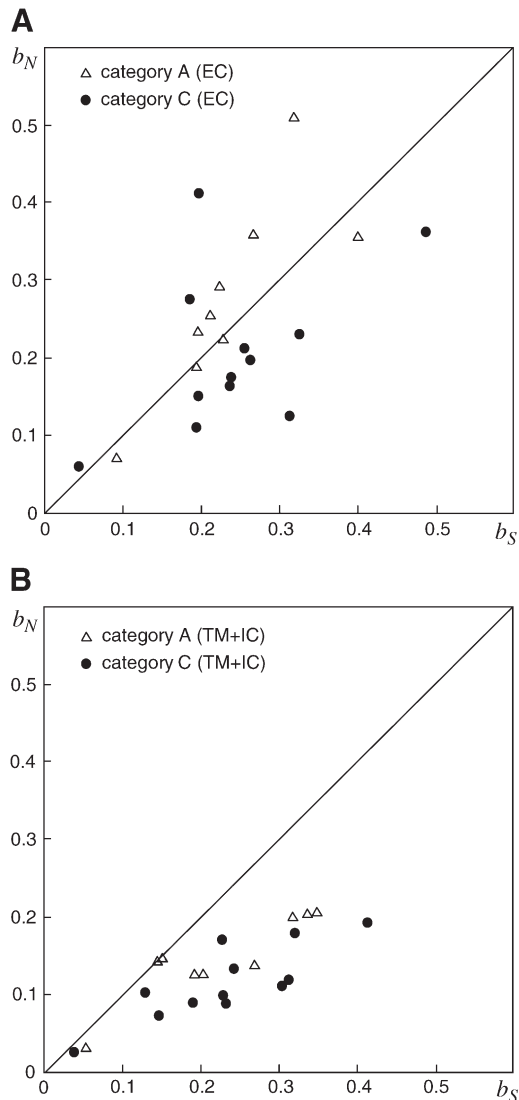 A
b_N
△ category A (EC)
● category C (EC)
0.5
0.4
0.3
0.2
0.1
0
0 0.1 0.2 0.3 0.4 0.5
b_S
B
b_N
△ category A (TM+IC)
● category C (TM+IC)
0.5
0.4
0.3
0.2
0.1
0
0 0.1 0.2 0.3 0.4 0.5
b_S